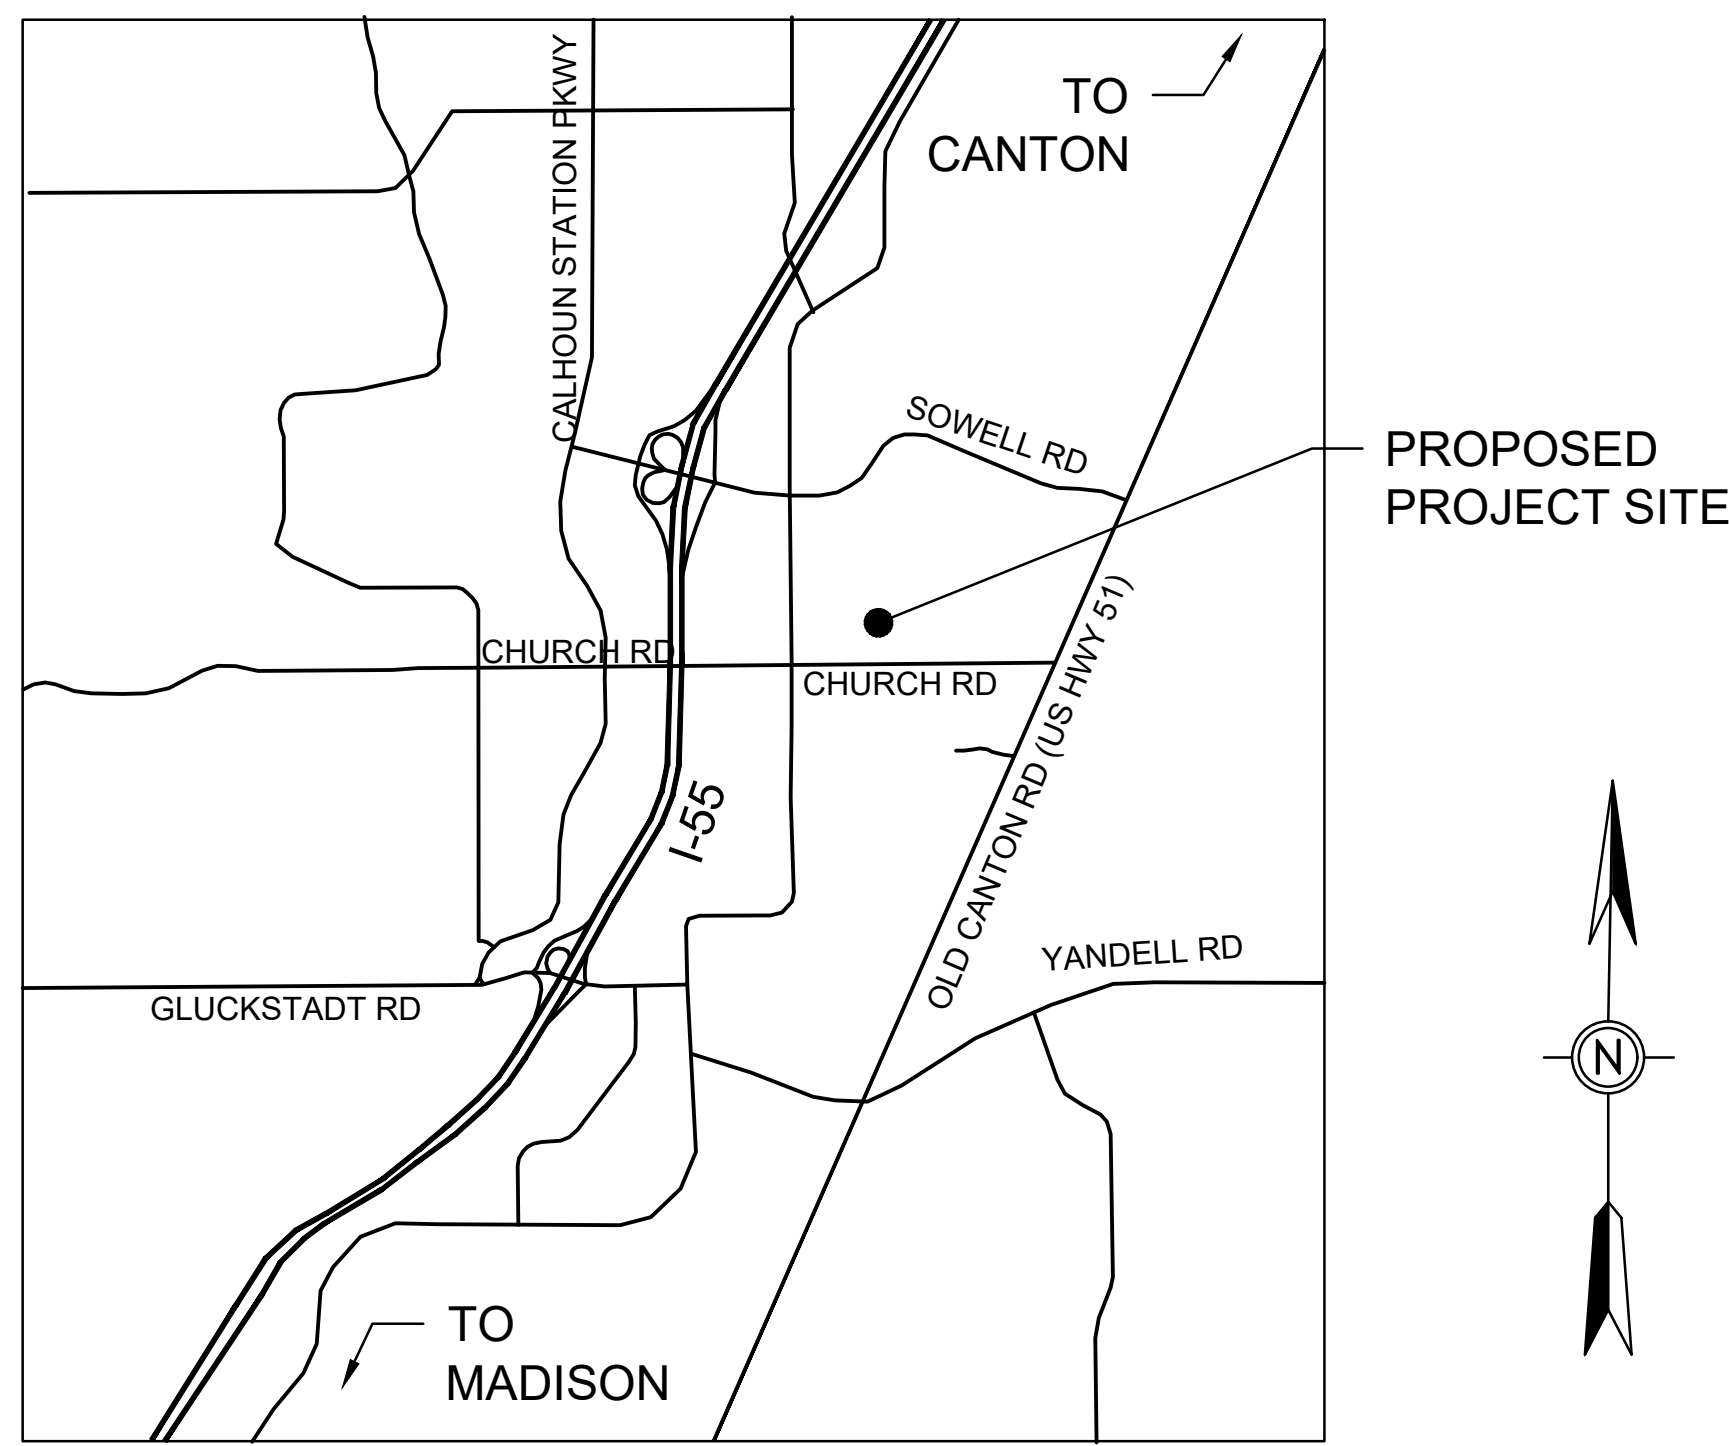 TO
CANTON
CALHOUN STATION PKWY
SOWELL RD
PROPOSED
PROJECT SITE
CHURCH RD
CHURCH RD
OLD CANTON RD (US HWY 51)
I-55
YANDELL RD
GLUCKSTADT RD
N
TO
MADISON